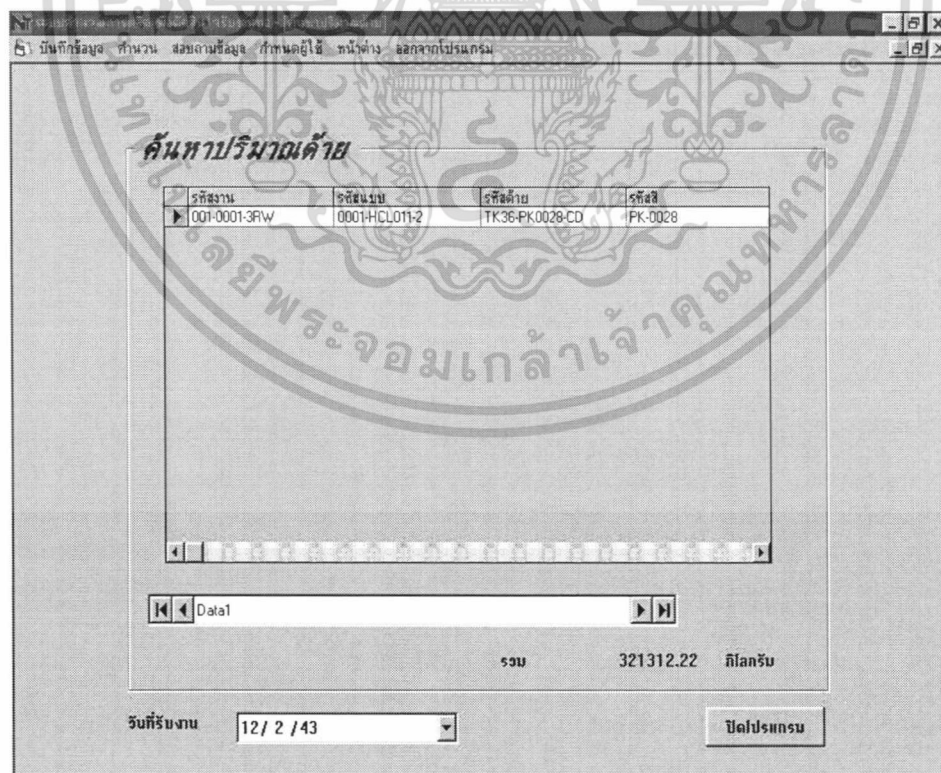 บันทึกข้อมูล คำนวน สอบถามข้อมูล กำหนดผู้ใช้ หน้าต่าง ออกจากโปรแกรม
ค้นหาปริมาณด้าย
รหัสงาน รหัสแบบ รหัสด้าย รหัสสี
001-0001-3RW 0001-HCL011-2 TK36-PK0028-CD PK-0028
Data1
รวม 321312.22 กิโลกรัม
วันที่รับงาน 12/ 2 /43 ปิดโปรแกรม
พระจอมเกล้าเจ้าคุณทหารลาด